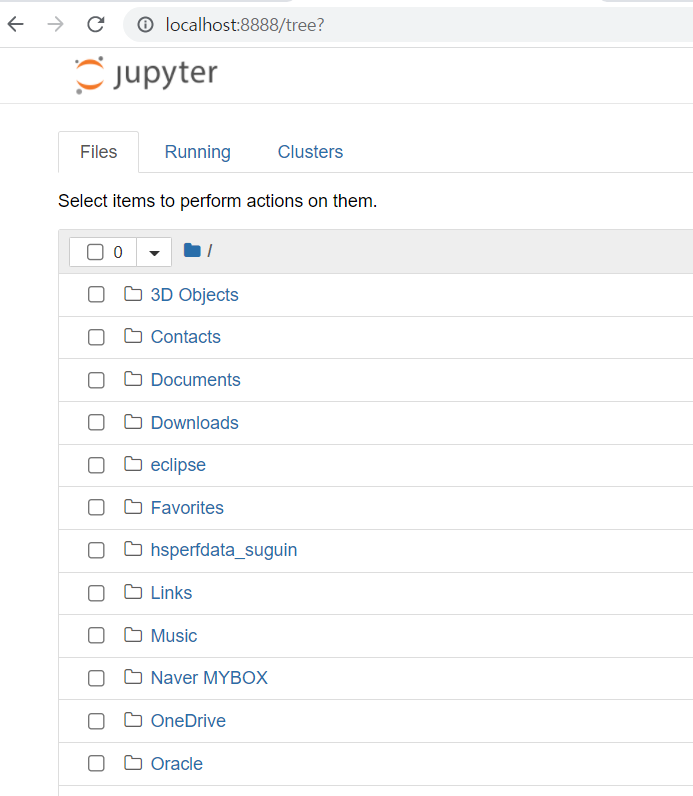 localhost:8888/tree?
jupyter
Files Running Clusters
Select items to perform actions on them.
0 /
3D Objects
Contacts
Documents
Downloads
eclipse
Favorites
hsperfdata_suguin
Links
Music
Naver MYBOX
OneDrive
Oracle